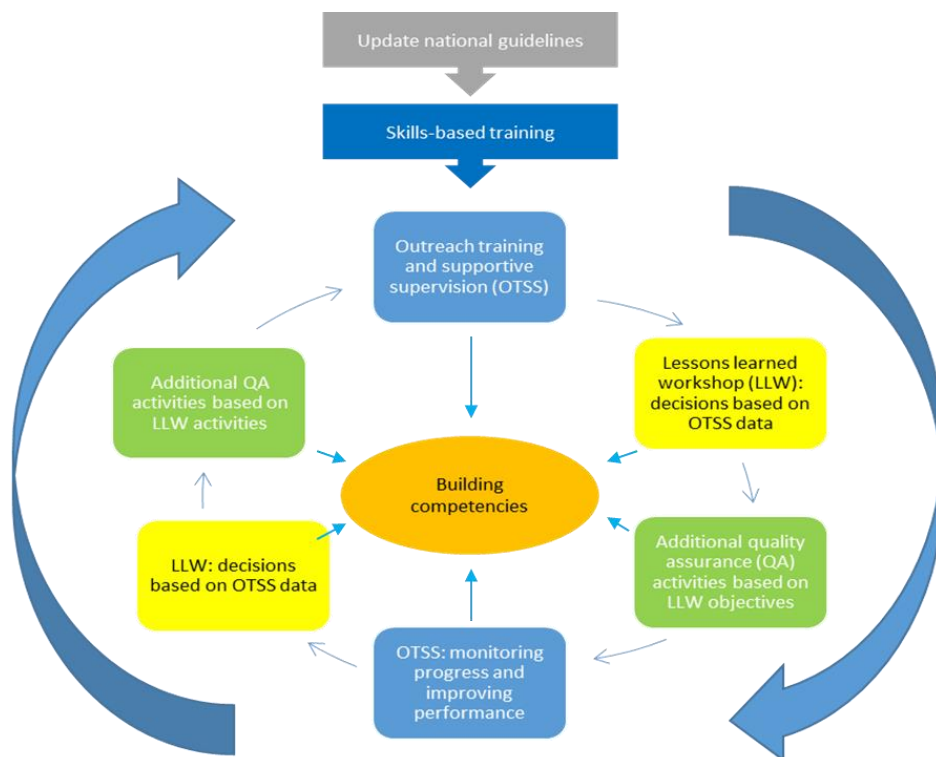 Update national guidelines
Skills-based training
Outreach training
and supportive
supervision (OTSS)
Lessons learned
workshop (LLW):
decisions based on
OTSS data
Additional QA
activities based on
LLW activities
Building
competencies
LLW: decisions
based on OTSS data
Additional quality
assurance (QA)
activities based on
LLW objectives
OTSS: monitoring
progress and
improving
performance